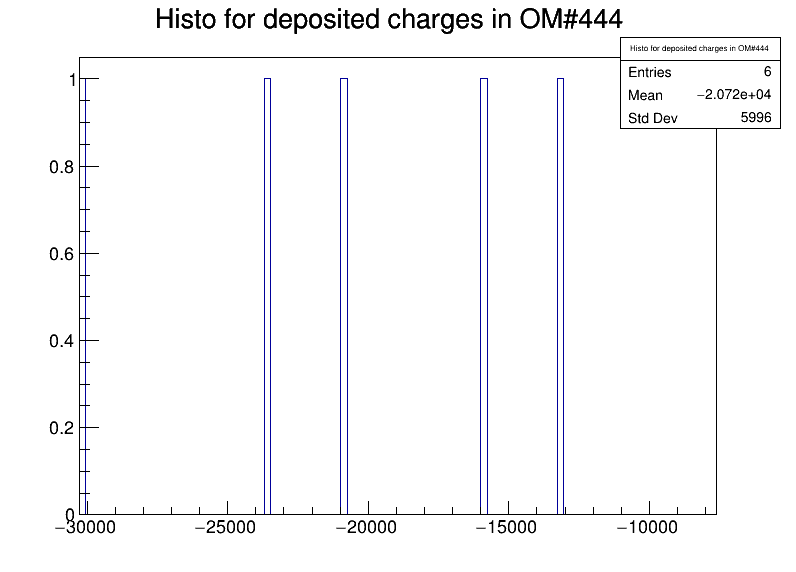 Histo for deposited charges in OM#444
Histo for deposited charges in OM#444
Entries 6
Mean −2.072e+04
Std Dev 5996
1
0.8
0.6
0.4
0.2
0
−30000 −25000 −20000 −15000 −10000